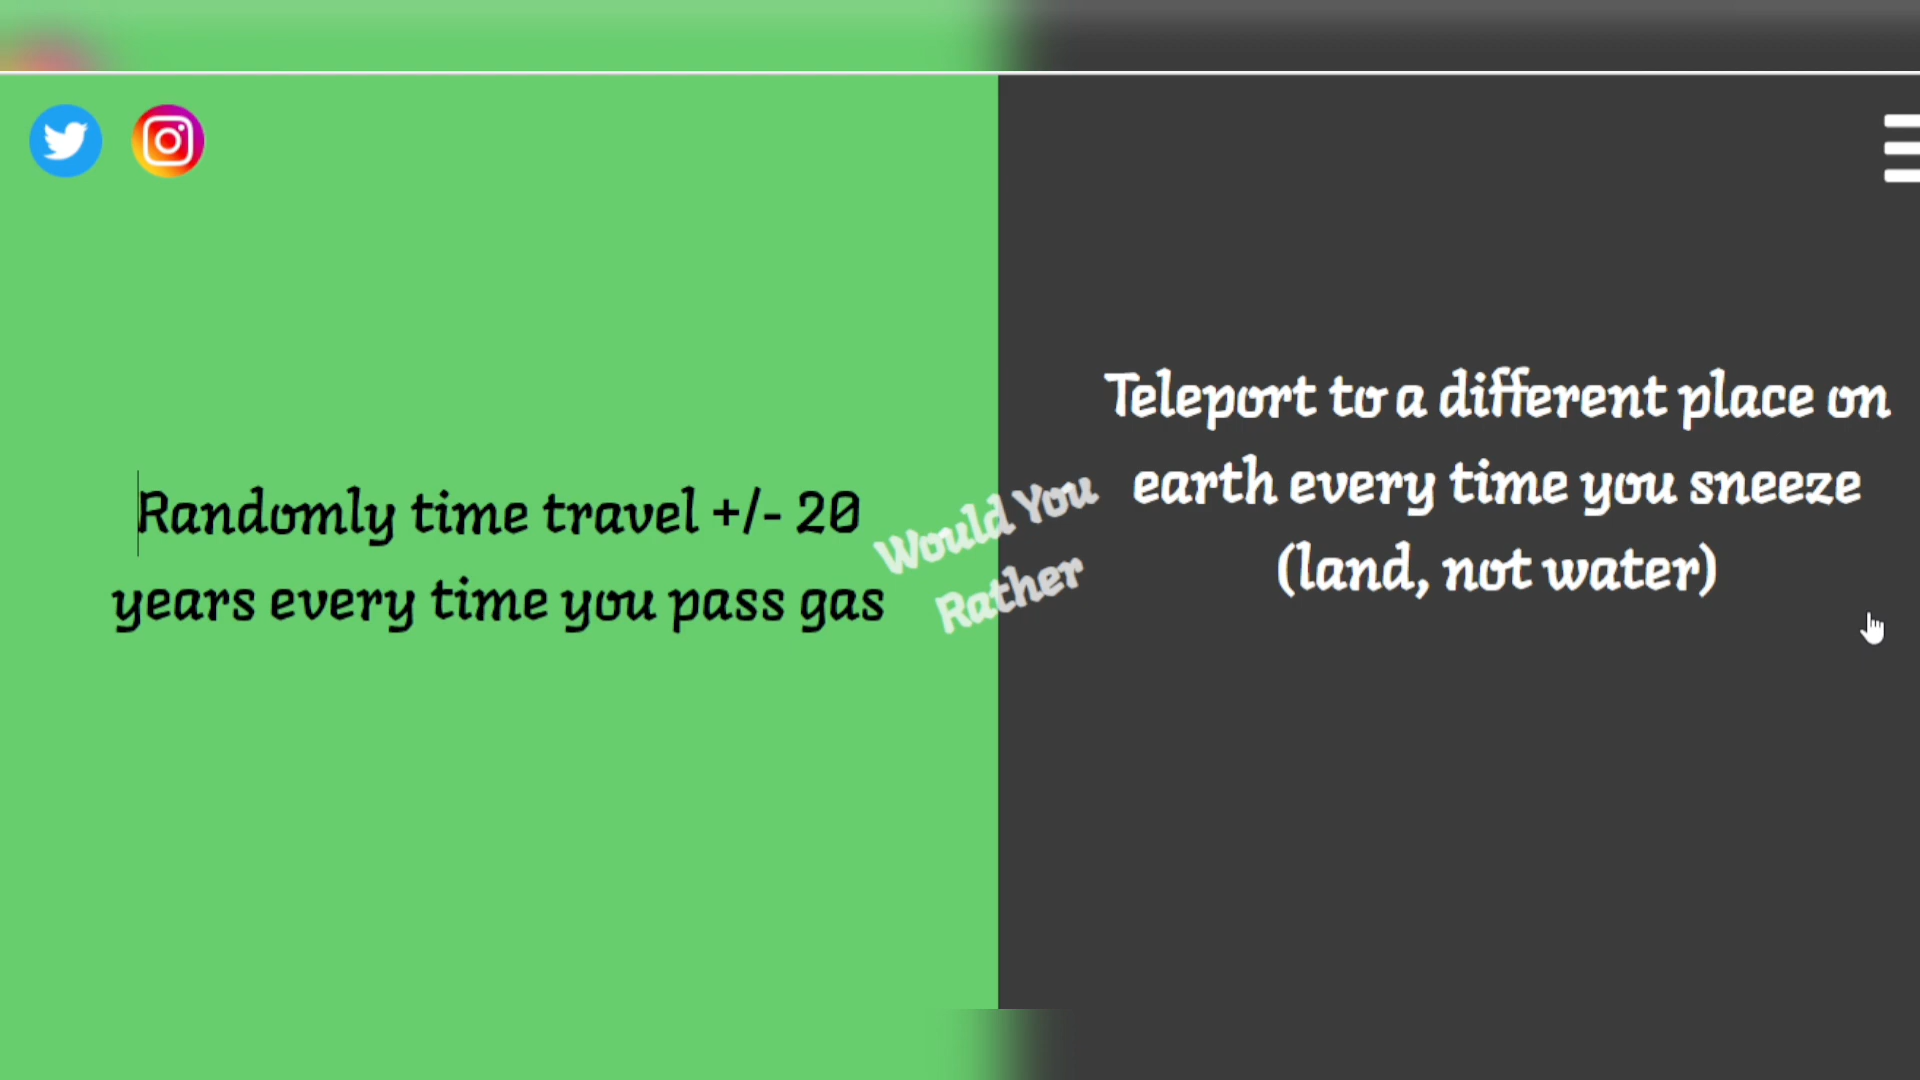 Randomly time travel +/- 20
years every time you pass gas
Would You
Rather
Teleport to a different place on
earth every time you sneeze
(land, not water)